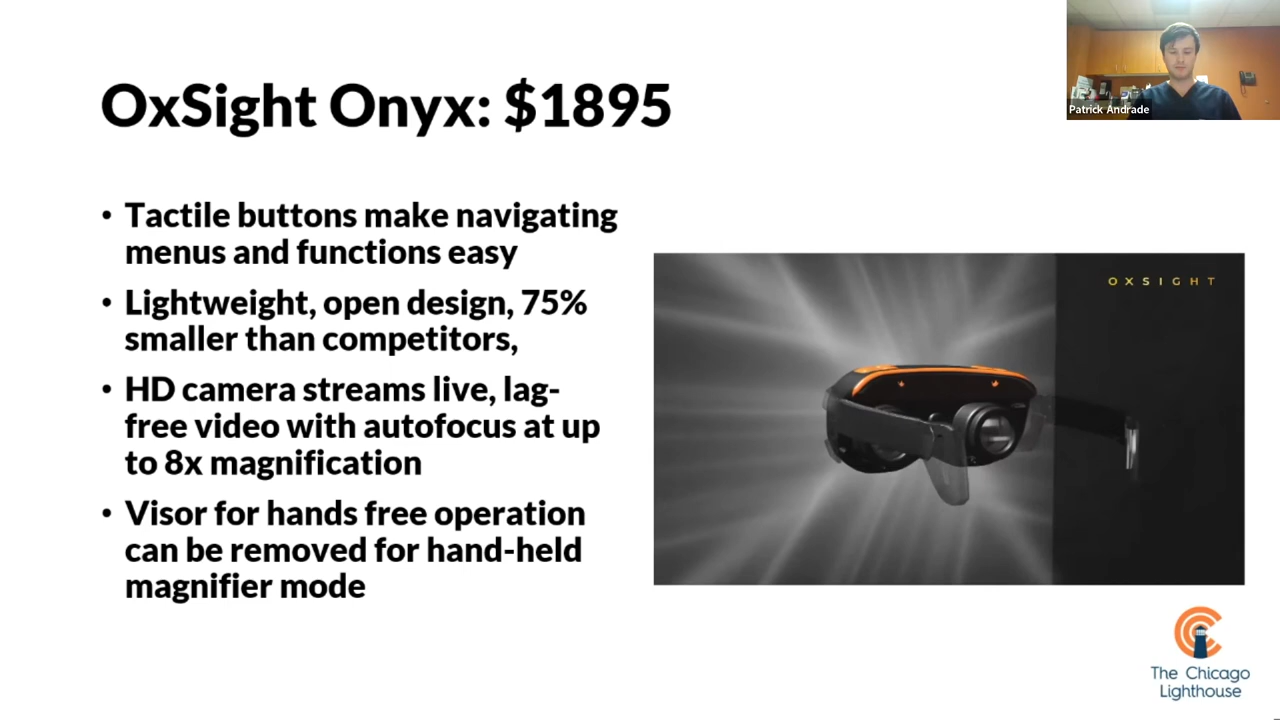 Patrick Andrade
OxSight Onyx: $1895
• Tactile buttons make navigating
menus and functions easy
• Lightweight, open design, 75%
smaller than competitors,
• HD camera streams live, lag-
free video with autofocus at up
to 8x magnification
• Visor for hands free operation
can be removed for hand-held
magnifier mode
OXSIGHT
The Chicago
Lighthouse